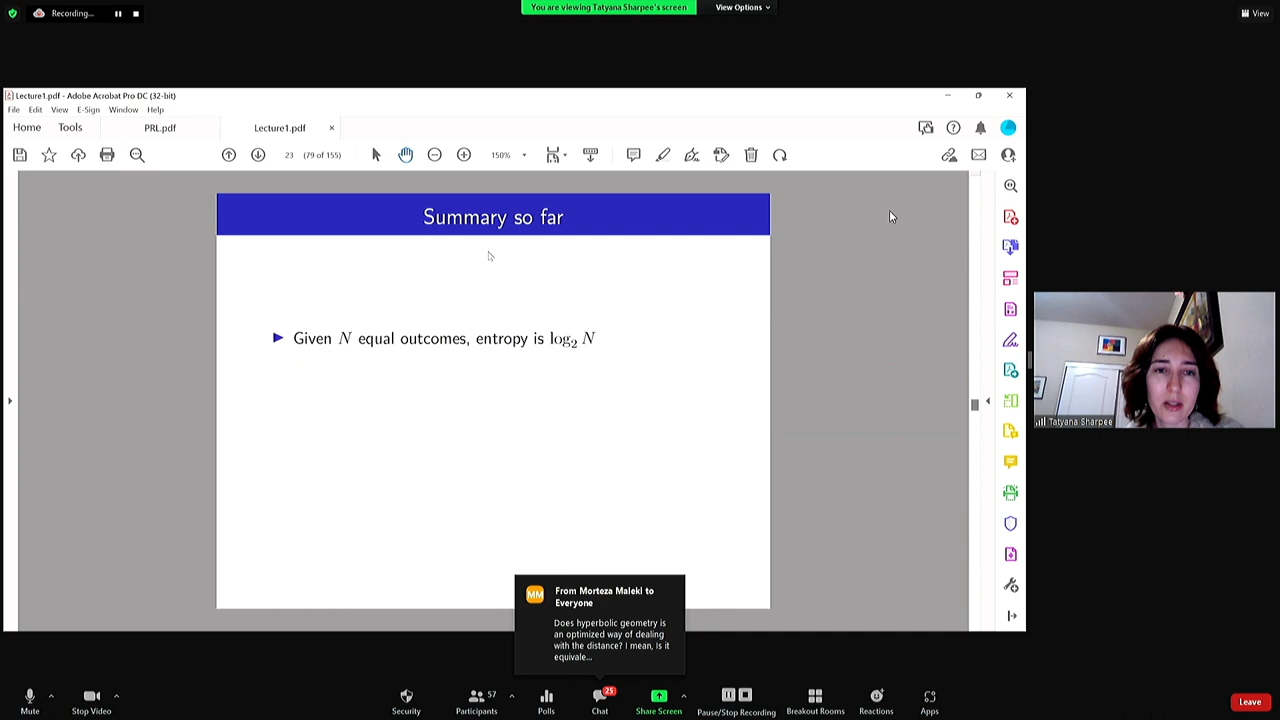 Recording...
You are viewing Tatyana Sharpee's screen
View Options
View
Lecture1.pdf - Adobe Acrobat Pro DC (32-bit)
File Edit View E-Sign Window Help
Home Tools PRL.pdf Lecture1.pdf ×
23 (79 of 155) 150%
Summary so far
Given N equal outcomes, entropy is log₂ N
Tatyana Sharpee
MM
From Morteza Maleki to
Everyone
Does hyperbolic geometry is
an optimized way of dealing
with the distance? I mean, is it
equivale...
57
25
Mute Stop Video Security Participants Polls Chat Share Screen Pause/Stop Recording Breakout Rooms Reactions Apps Leave